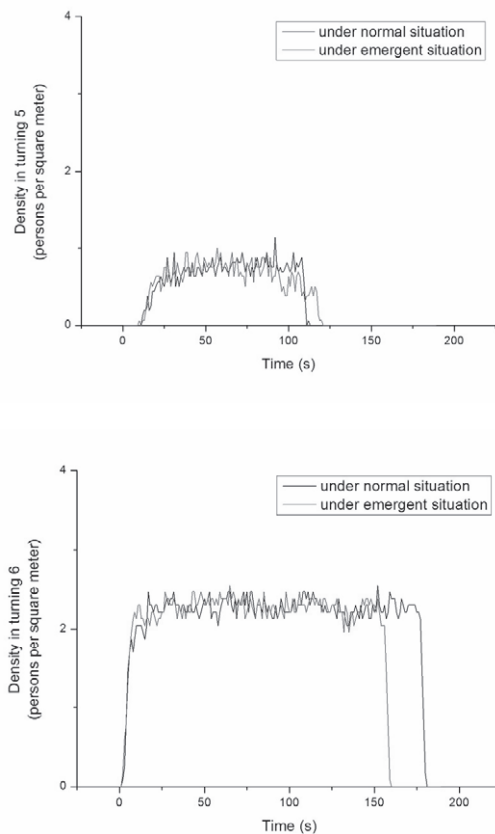 4
under normal situation
under emergent situation
Density in turning 5
(persons per square meter)
2
0
0 50 100 150 200
Time (s)
4
under normal situation
under emergent situation
Density in turning 6
(persons per square meter)
2
0
0 50 100 150 200
Time (s)